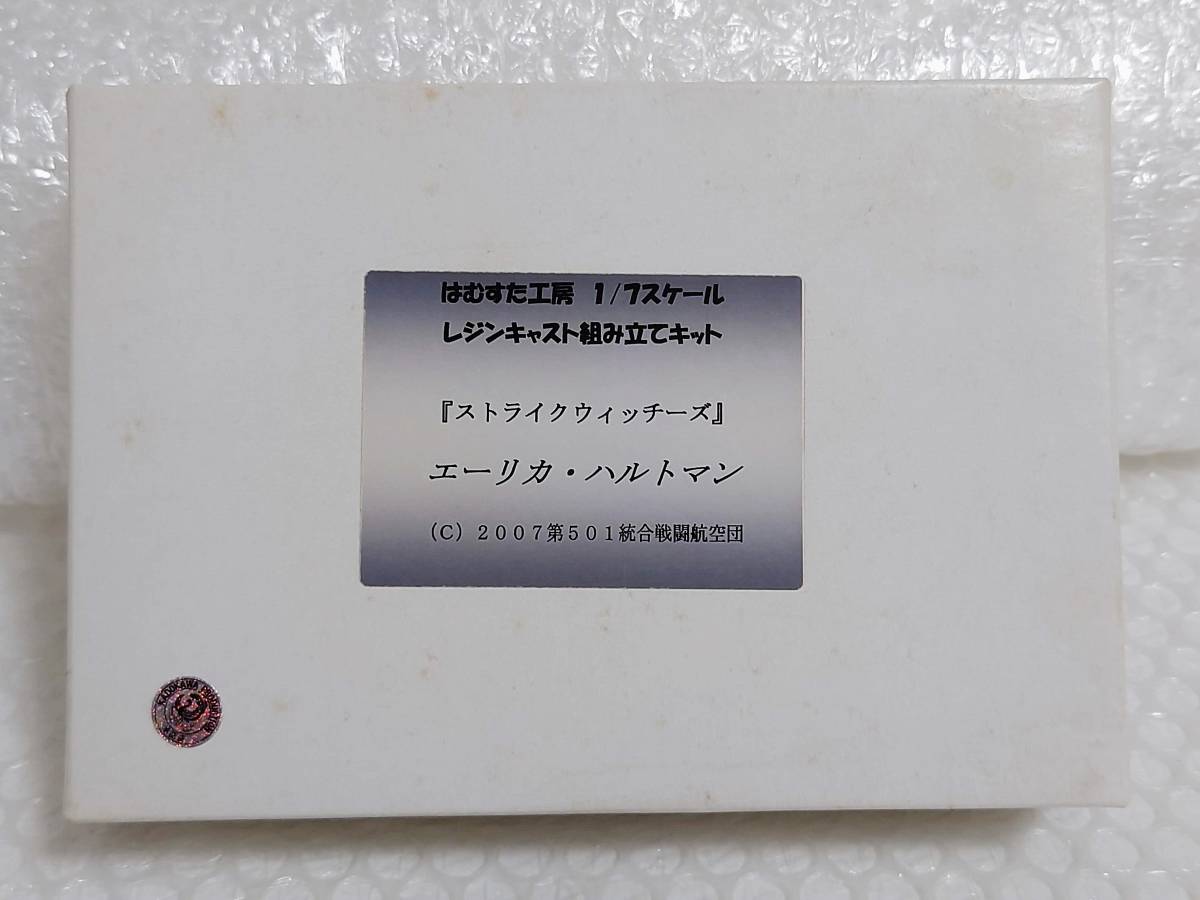 はむすた工房 1/7スケール
レジンキャスト組み立てキット
『ストライクウィッチーズ』
エーリカ・ハルトマン
（C）２００７第５０１統合戦闘航空団
KADOKAWA